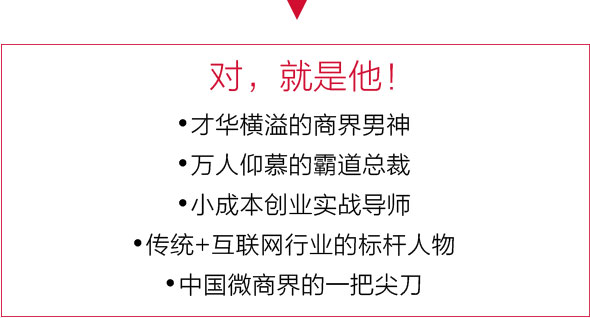 对，就是他！
•才华横溢的商界男神
•万人仰慕的霸道总裁
•小成本创业实战导师
•传统+互联网行业的标杆人物
•中国微商界的一把尖刀